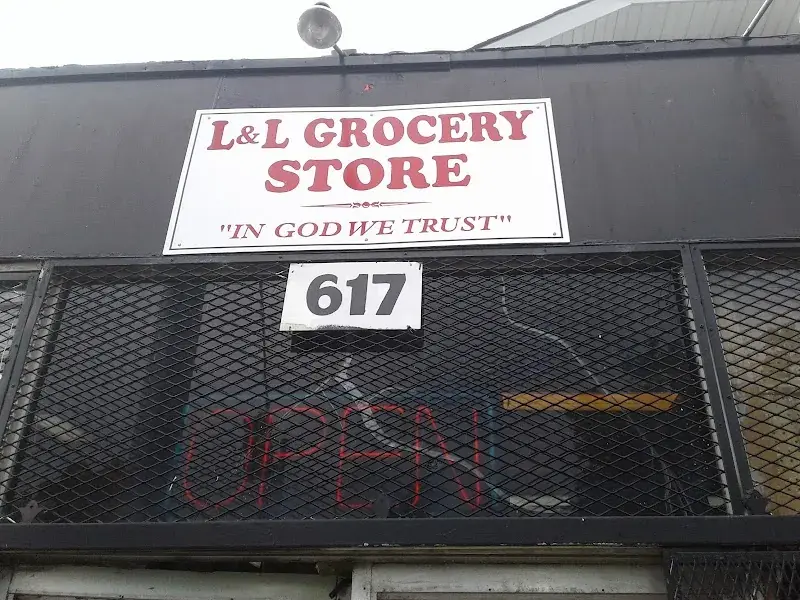 L&L GROCERY
STORE
"IN GOD WE TRUST"
617
OPEN